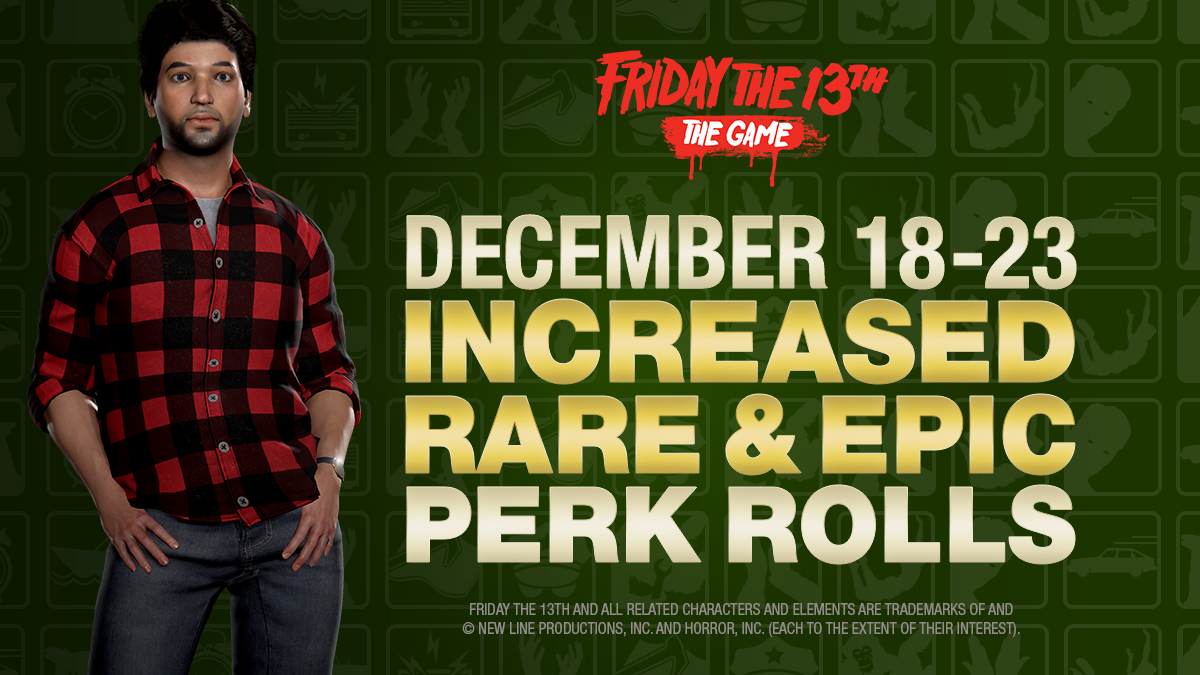 FRIDAY THE 13TH
THE GAME
DECEMBER 18-23
INCREASED
RARE & EPIC
PERK ROLLS
FRIDAY THE 13TH AND ALL RELATED CHARACTERS AND ELEMENTS ARE TRADEMARKS OF AND
© NEW LINE PRODUCTIONS, INC. AND HORROR, INC. (EACH TO THE EXTENT OF THEIR INTEREST).